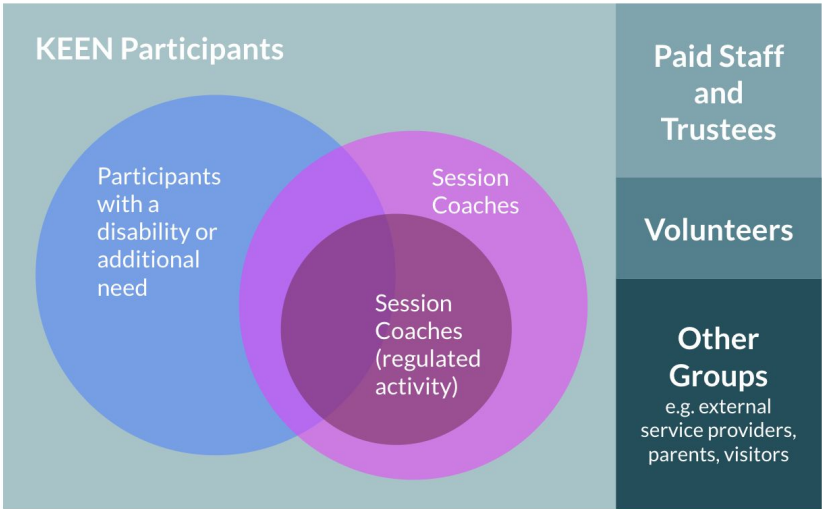 KEEN Participants
Participants
with a
disability or
additional
need
Session
Coaches
Session
Coaches
(regulated
activity)
Paid Staff
and
Trustees
Volunteers
Other
Groups
e.g. external
service providers,
parents, visitors